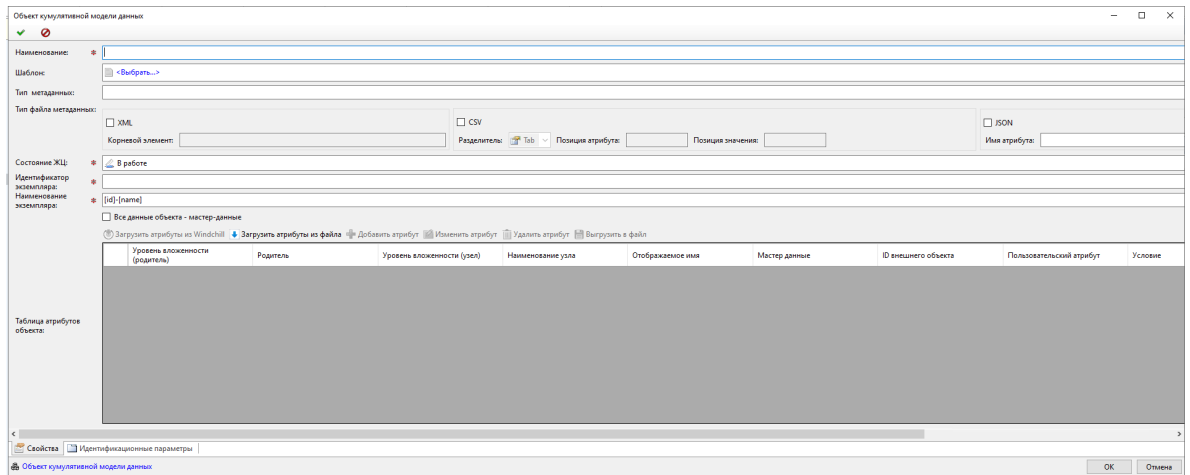 Объект кумулятивной модели данных
Наименование: *
Шаблон: <Выбрать...>
Тип метаданных:
Тип файла метаданных:
XML CSV JSON
Корневой элемент: Разделитель: Tab Позиция атрибута: Позиция значения: Имя атрибута:
Состояние ЖЦ: * В работе
Идентификатор
экземпляра: *
Наименование
экземпляра: * [id]-[name]
Все данные объекта - мастер-данные
Загрузить атрибуты из Windchill Загрузить атрибуты из файла Добавить атрибут Изменить атрибут Удалить атрибут Выгрузить в файл
Уровень вложенности
(родитель) Родитель Уровень вложенности (узел) Наименование узла Отображаемое имя Мастер данные ID внешнего объекта Пользовательский атрибут Условие
Таблица атрибутов
объекта:
Свойства Идентификационные параметры
Объект кумулятивной модели данных ОК Отмена